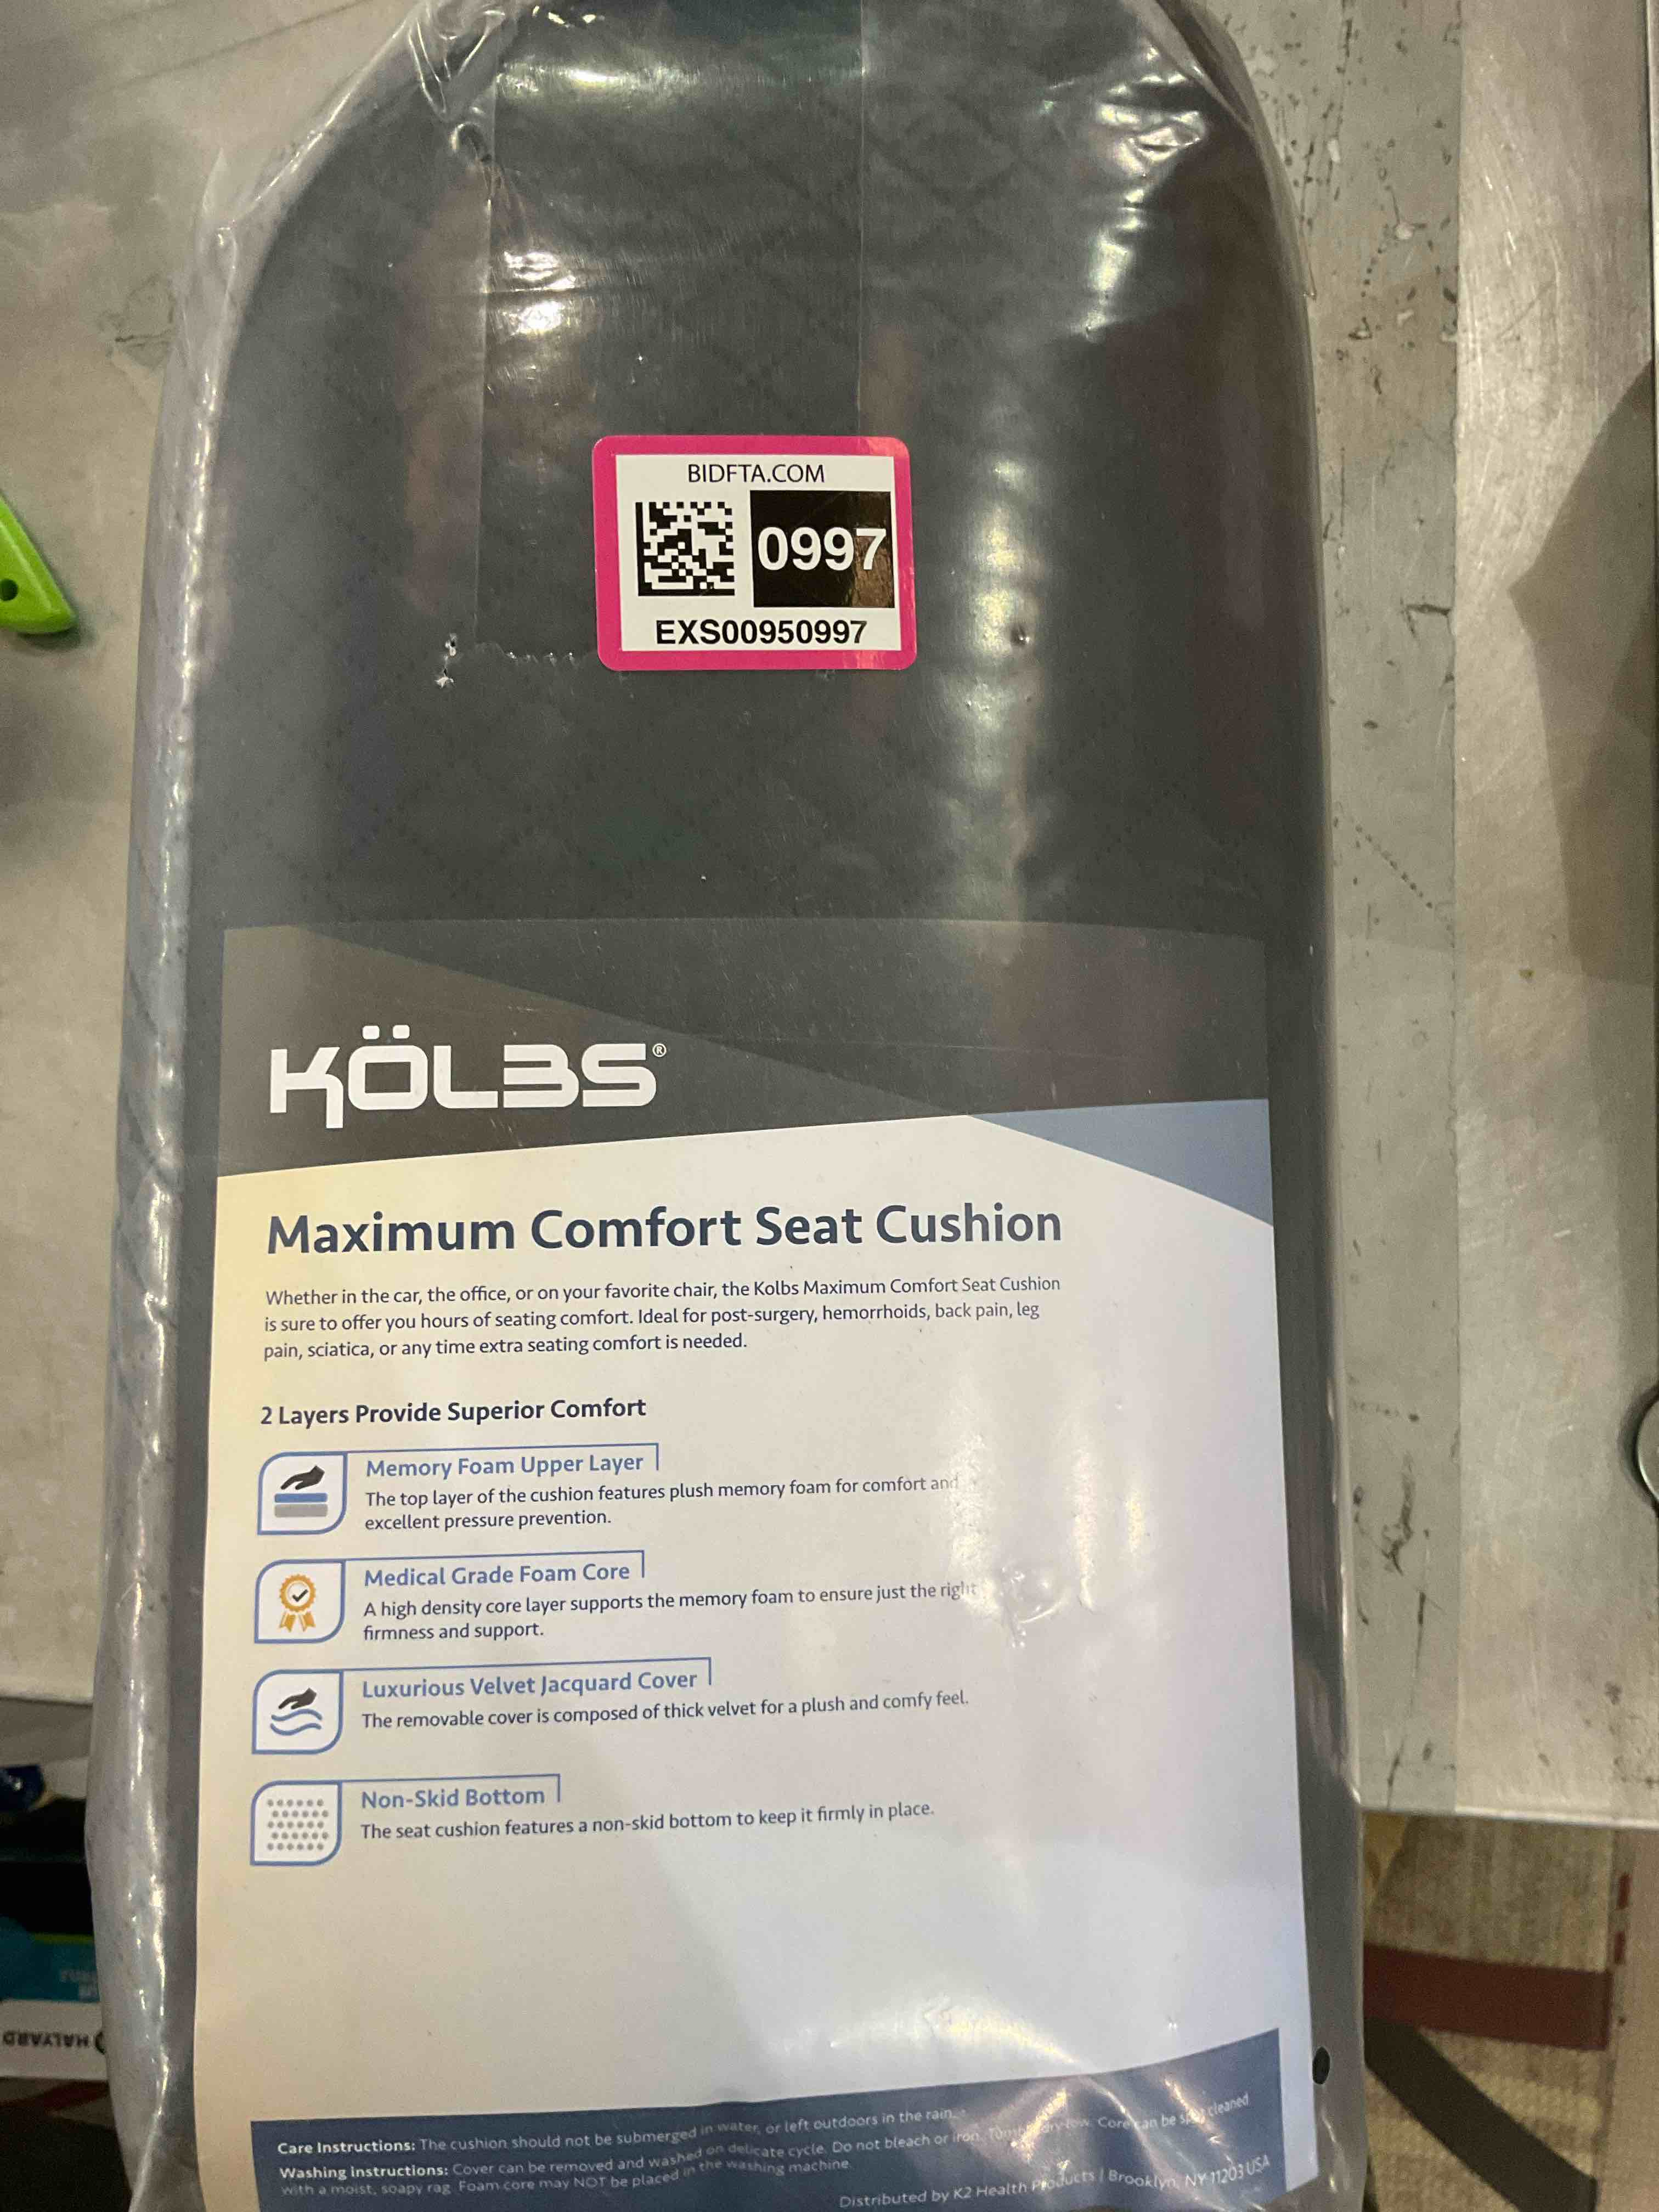 BIDFTA.COM
0997
EXS00950997
KÖLBS®
Maximum Comfort Seat Cushion
Whether in the car, the office, or on your favorite chair, the Kolbs Maximum Comfort Seat Cushion
is sure to offer you hours of seating comfort. Ideal for post-surgery, hemorrhoids, back pain, leg
pain, sciatica, or any time extra seating comfort is needed.
2 Layers Provide Superior Comfort
Memory Foam Upper Layer
The top layer of the cushion features plush memory foam for comfort and
excellent pressure prevention.
Medical Grade Foam Core
A high density core layer supports the memory foam to ensure just the right
firmness and support.
Luxurious Velvet Jacquard Cover
The removable cover is composed of thick velvet for a plush and comfy feel.
Non-Skid Bottom
The seat cushion features a non-skid bottom to keep it firmly in place.
HALYARD
Care Instructions: The cushion should not be submerged in water, or left outdoors in the rain.
Washing Instructions: Cover can be removed and washed on delicate cycle. Do not bleach or iron. Tumble dry low. Core can be spot cleaned
with a moist, soapy rag. Foam core may NOT be placed in the washing machine.
Distributed by K2 Health Products | Brooklyn, NY 11203 USA